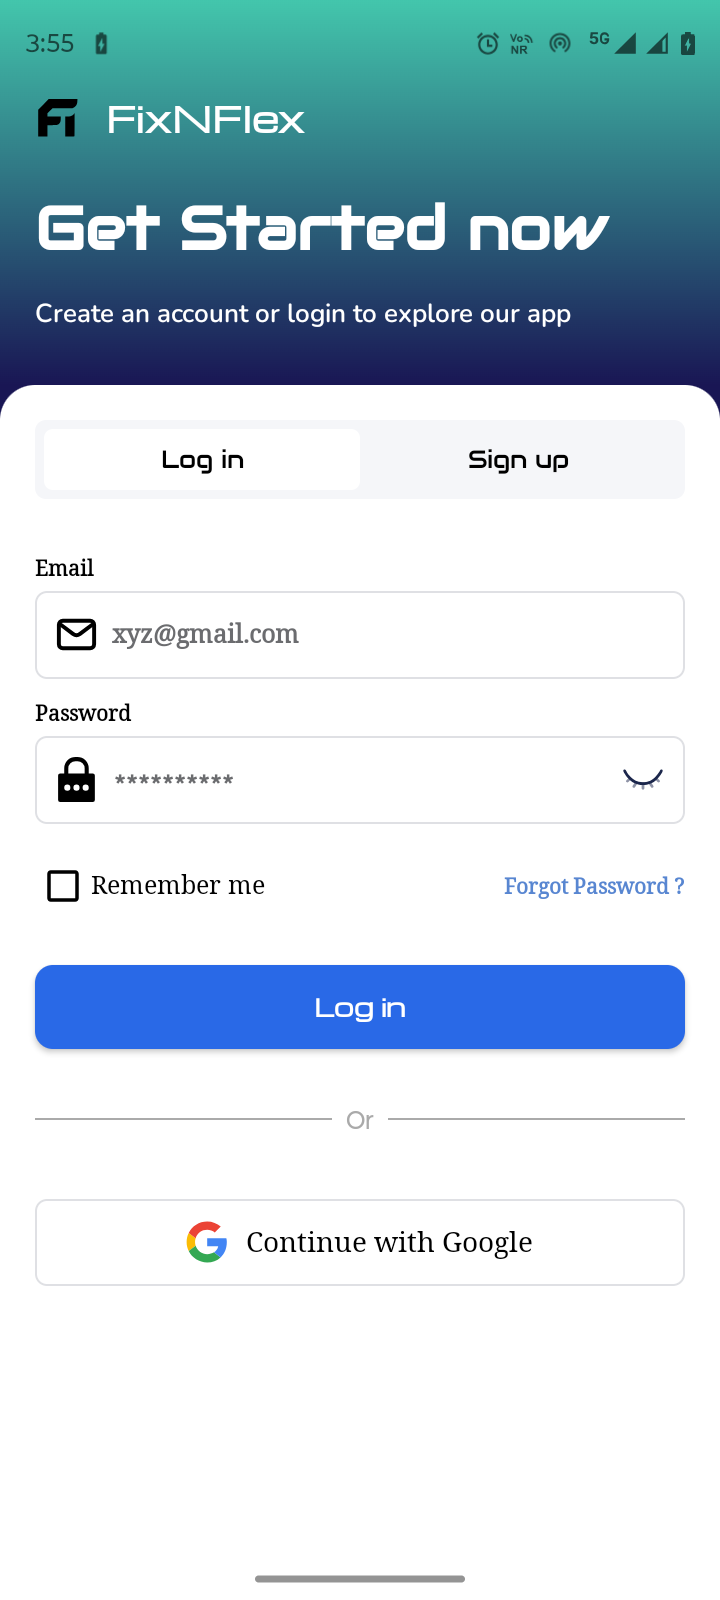 3:55
Vo
NR
5G
FixNFlex
Get Started now
Create an account or login to explore our app
Log in
Sign up
Email
xyz@gmail.com
Password
**********
Remember me
Forgot Password ?
Log in
Or
Continue with Google